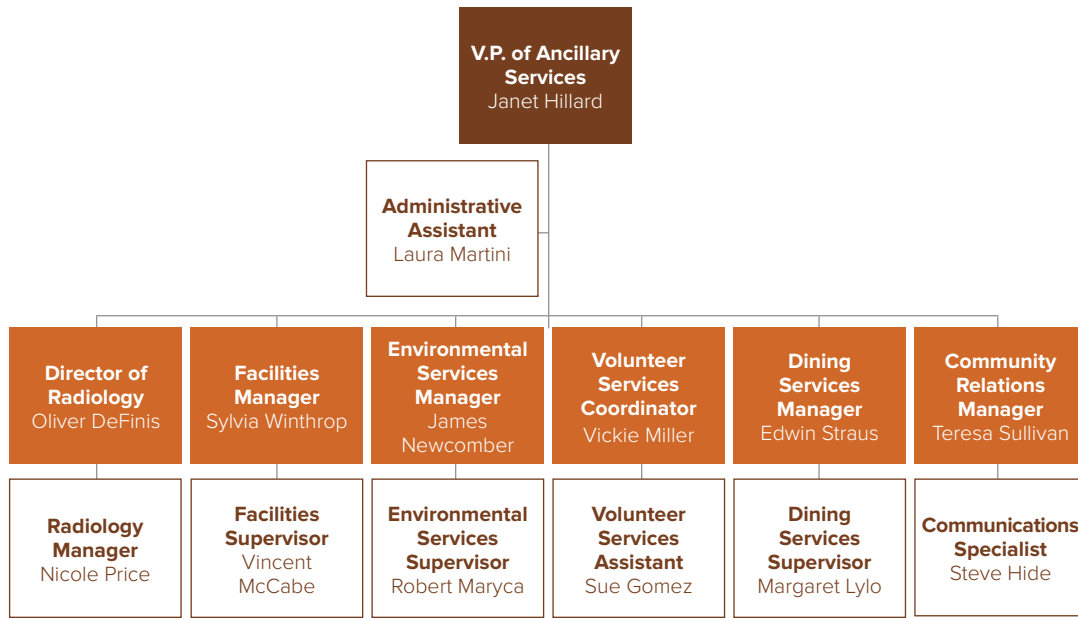 V.P. of Ancillary
Services
Janet Hillard
Administrative
Assistant
Laura Martini
Director of
Radiology
Oliver DeFinis
Facilities
Manager
Sylvia Winthrop
Environmental
Services
Manager
James
Newcomber
Volunteer
Services
Coordinator
Vickie Miller
Dining
Services
Manager
Edwin Straus
Community
Relations
Manager
Teresa Sullivan
Radiology
Manager
Nicole Price
Facilities
Supervisor
Vincent
McCabe
Environmental
Services
Supervisor
Robert Maryca
Volunteer
Services
Assistant
Sue Gomez
Dining
Services
Supervisor
Margaret Lylo
Communications
Specialist
Steve Hide